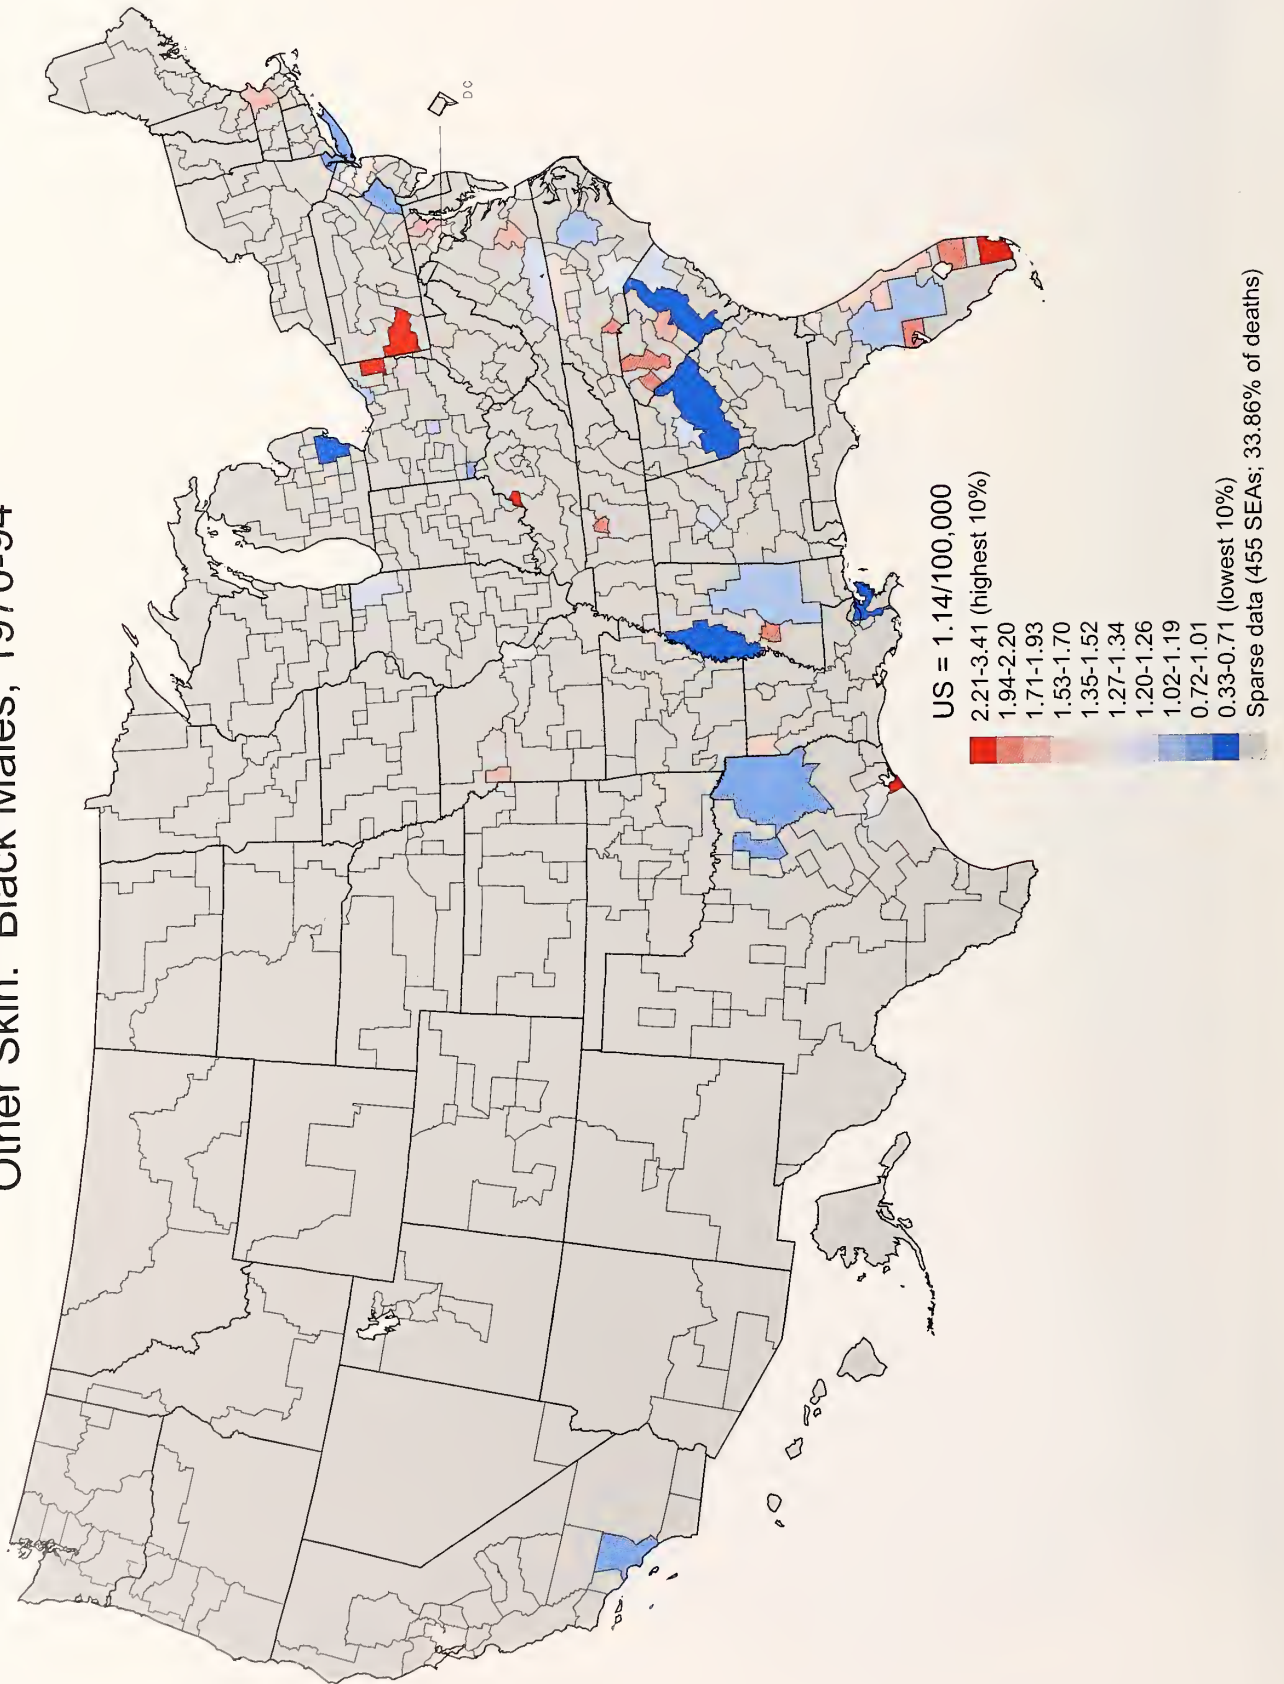 Other Skin: Black Males, 1970-94
DC
US = 1.14/100,000
2.21-3.41 (highest 10%)
1.94-2.20
1.71-1.93
1.53-1.70
1.35-1.52
1.27-1.34
1.20-1.26
1.02-1.19
0.72-1.01
0.33-0.71 (lowest 10%)
Sparse data (455 SEAs; 33.86% of deaths)